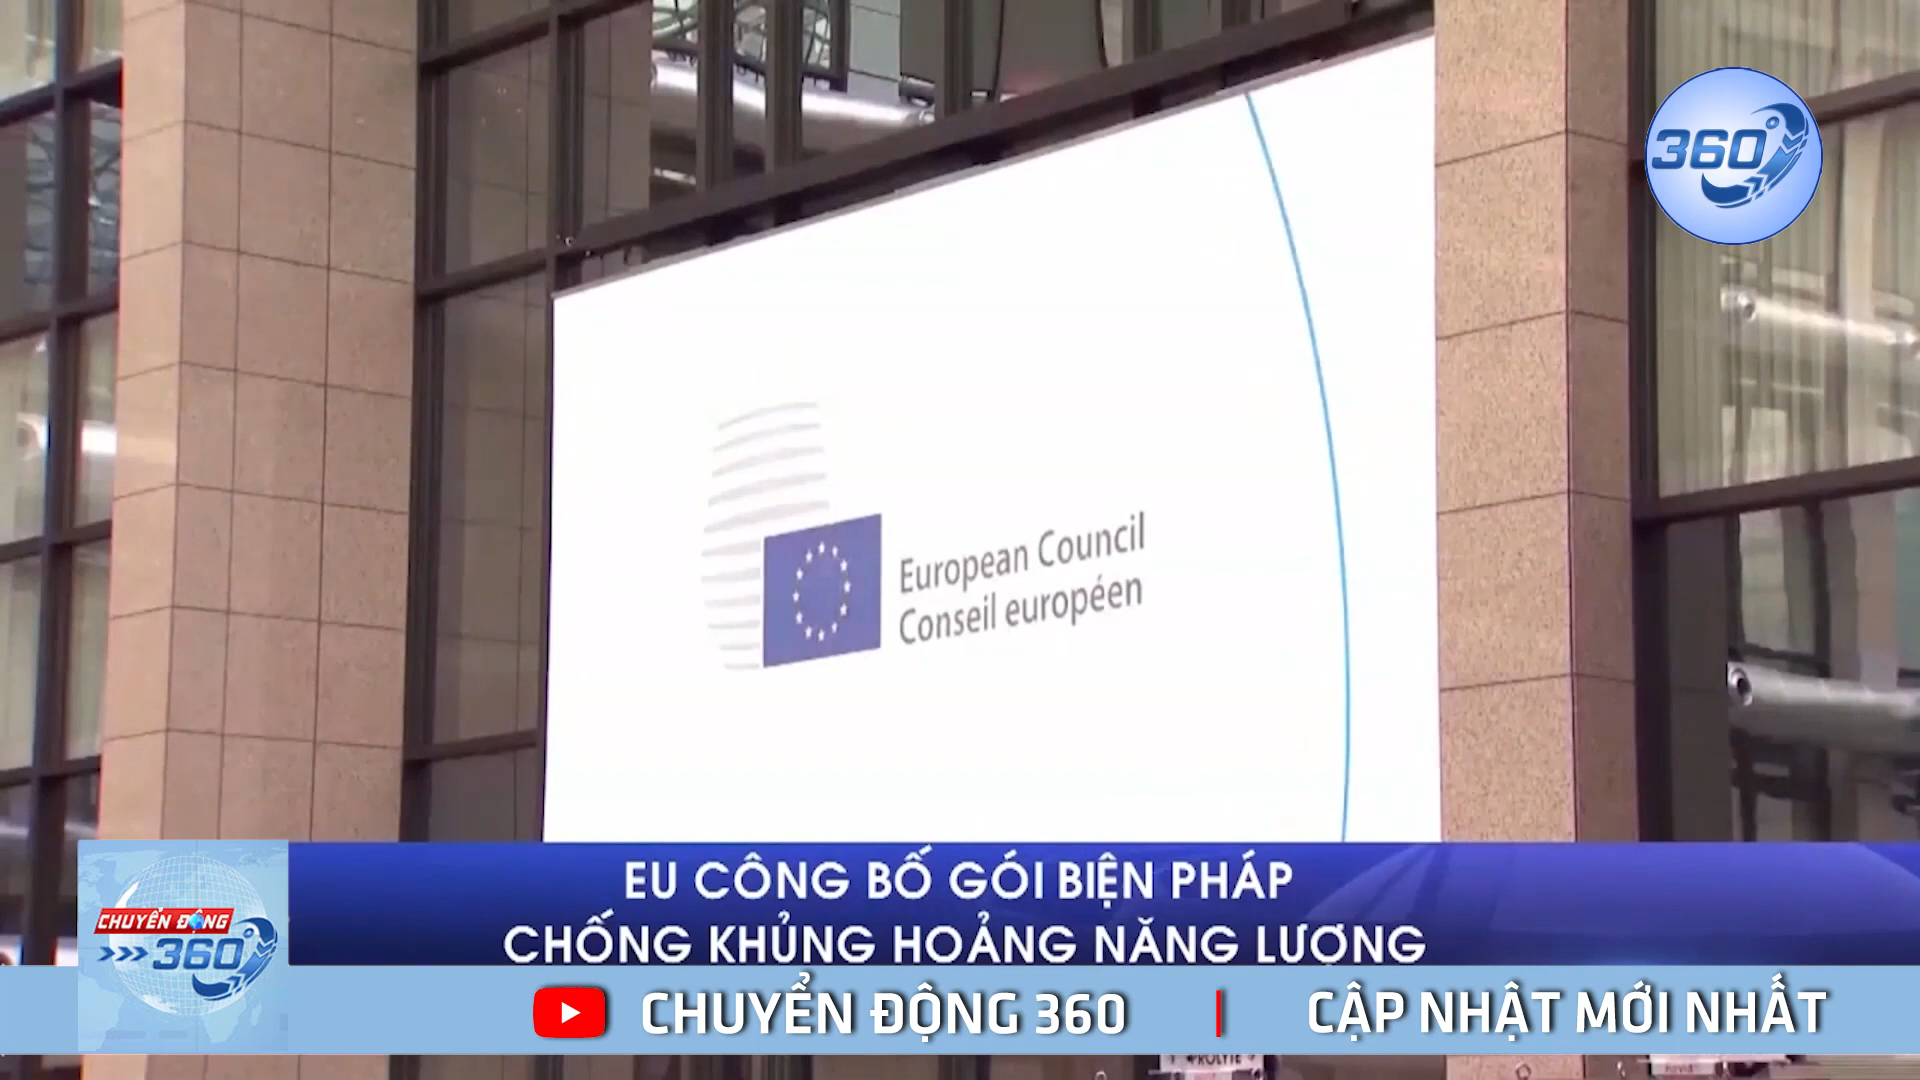 360
European Council
Conseil européen
EU CÔNG BỐ GÓI BIỆN PHÁP
CHỐNG KHỦNG HOẢNG NĂNG LƯỢNG
CHUYỂN ĐỘNG
360
CHUYỂN ĐỘNG 360 | CẬP NHẬT MỚI NHẤT
PROLYTE